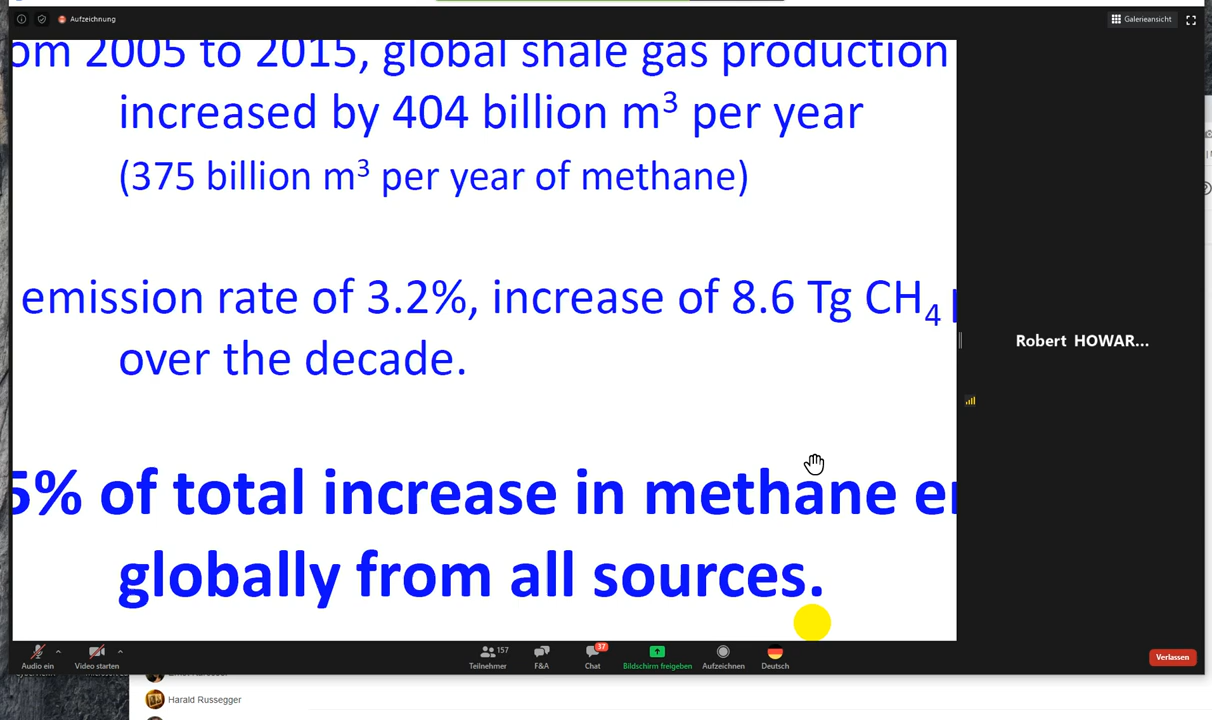 Aufzeichnung
Galerieansicht
om 2005 to 2015, global shale gas production
increased by 404 billion m³ per year
(375 billion m³ per year of methane)
emission rate of 3.2%, increase of 8.6 Tg CH₄
over the decade.
5% of total increase in methane
globally from all sources.
Robert HOWAR...
157
37
Audio ein
Video starten
Teilnehmer
F&A
Chat
Bildschirm freigeben
Aufzeichnen
Deutsch
Verlassen
Harald Russegger